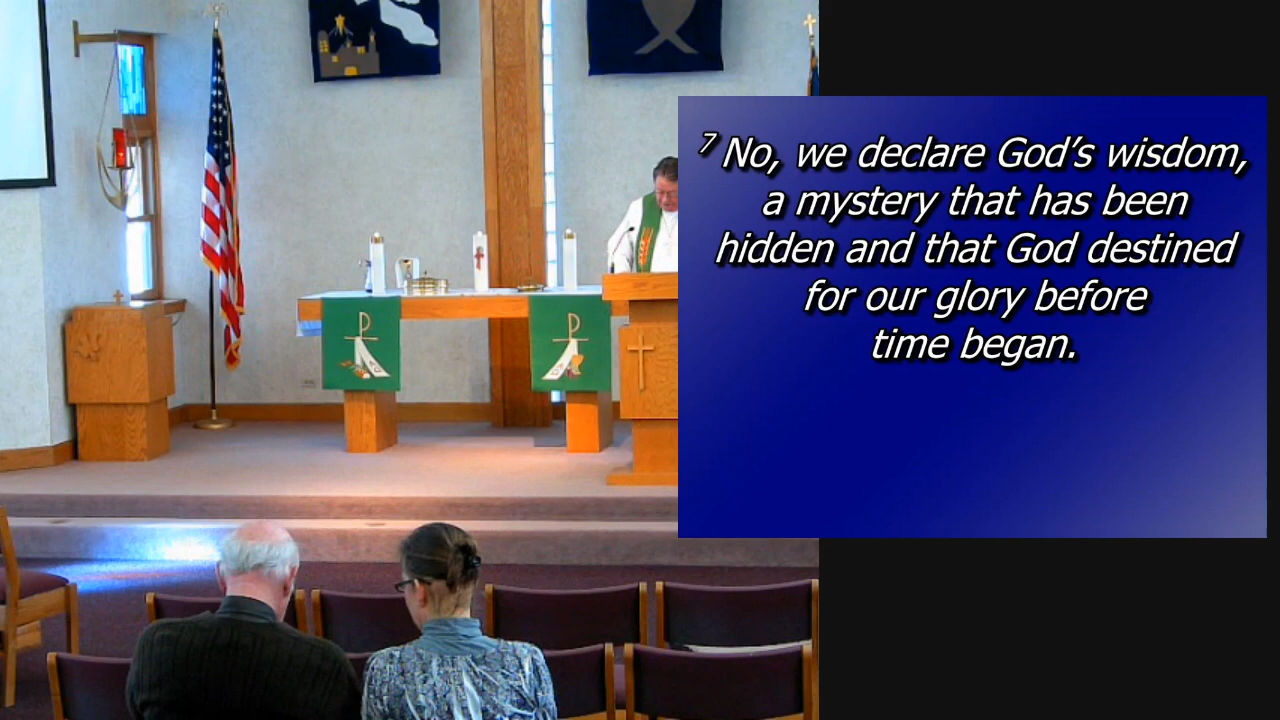 7 No, we declare God's wisdom,
a mystery that has been
hidden and that God destined
for our glory before
time began.